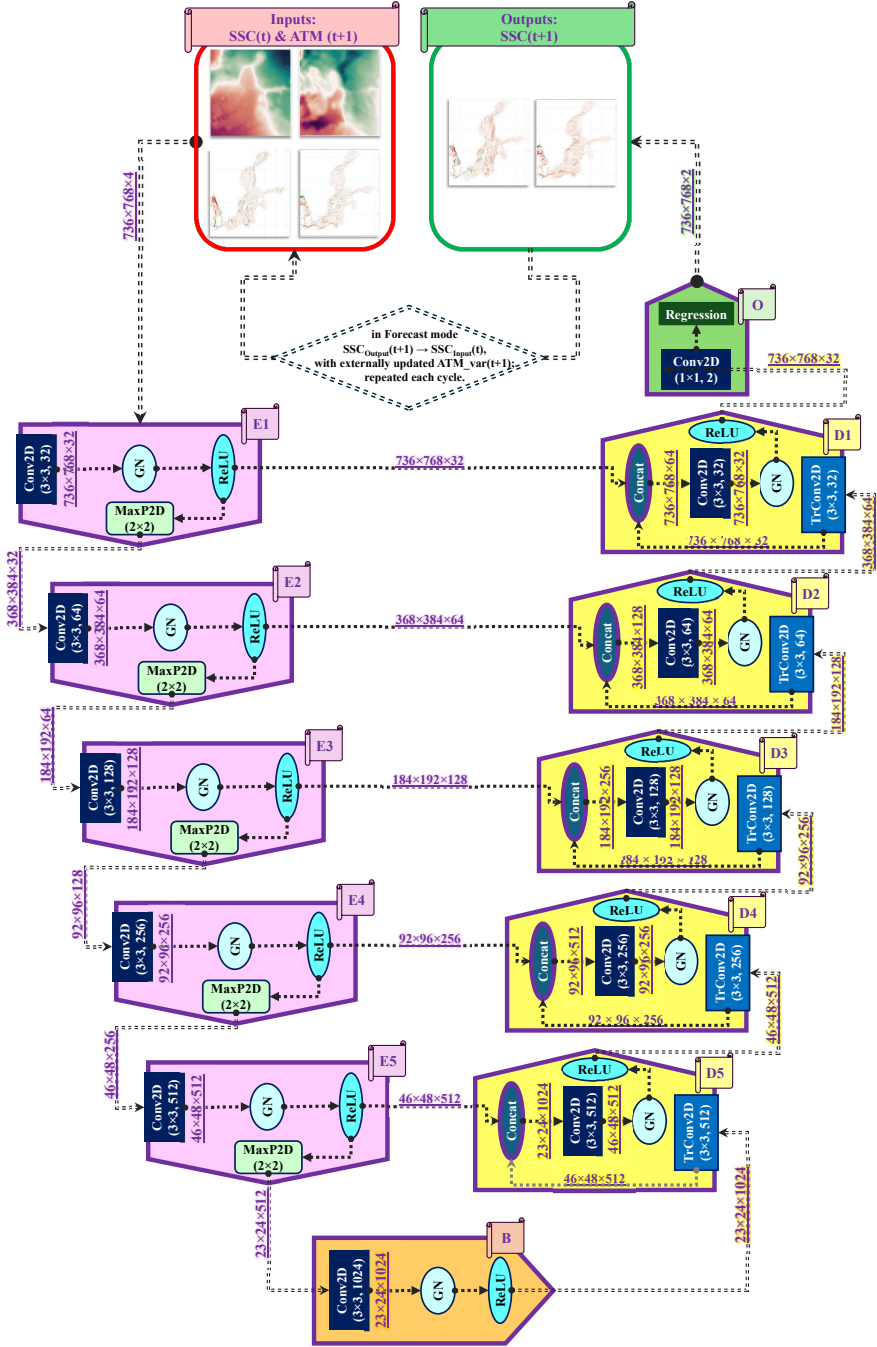 Inputs:
SSC(t) & ATM (t+1)
Outputs:
SSC(t+1)
736×768×4
736×768×2
in Forecast mode
SSC_Output(t+1) → SSC_Input(t),
with externally updated ATM_var(t+1);
repeated each cycle.
O
Regression
Conv2D
(1×1, 2)
736×768×32
E1
Conv2D
(3×3, 32)
736×768×32
GN
ReLU
MaxP2D
(2×2)
736×768×32
D1
ReLU
Concat
736×768×64
Conv2D
(3×3, 32)
736×768×32
GN
TrConv2D
(3×3, 32)
736 × 768 × 32
368×384×64
368×384×32
E2
Conv2D
(3×3, 64)
368×384×64
GN
ReLU
MaxP2D
(2×2)
368×384×64
D2
ReLU
Concat
368×384×128
Conv2D
(3×3, 64)
368×384×64
GN
TrConv2D
(3×3, 64)
368 × 384 × 64
184×192×128
184×192×64
E3
Conv2D
(3×3, 128)
184×192×128
GN
ReLU
MaxP2D
(2×2)
184×192×128
D3
ReLU
Concat
184×192×256
Conv2D
(3×3, 128)
184×192×128
GN
TrConv2D
(3×3, 128)
184 × 192 × 128
92×96×256
92×96×128
E4
Conv2D
(3×3, 256)
92×96×256
GN
ReLU
MaxP2D
(2×2)
92×96×256
D4
ReLU
Concat
92×96×512
Conv2D
(3×3, 256)
92×96×256
GN
TrConv2D
(3×3, 256)
92 × 96 × 256
46×48×512
46×48×256
E5
Conv2D
(3×3, 512)
46×48×512
GN
ReLU
MaxP2D
(2×2)
46×48×512
D5
ReLU
Concat
23×24×1024
Conv2D
(3×3, 512)
46×48×512
GN
TrConv2D
(3×3, 512)
46×48×512
23×24×1024
23×24×512
B
Conv2D
(3×3, 1024)
23×24×1024
GN
ReLU